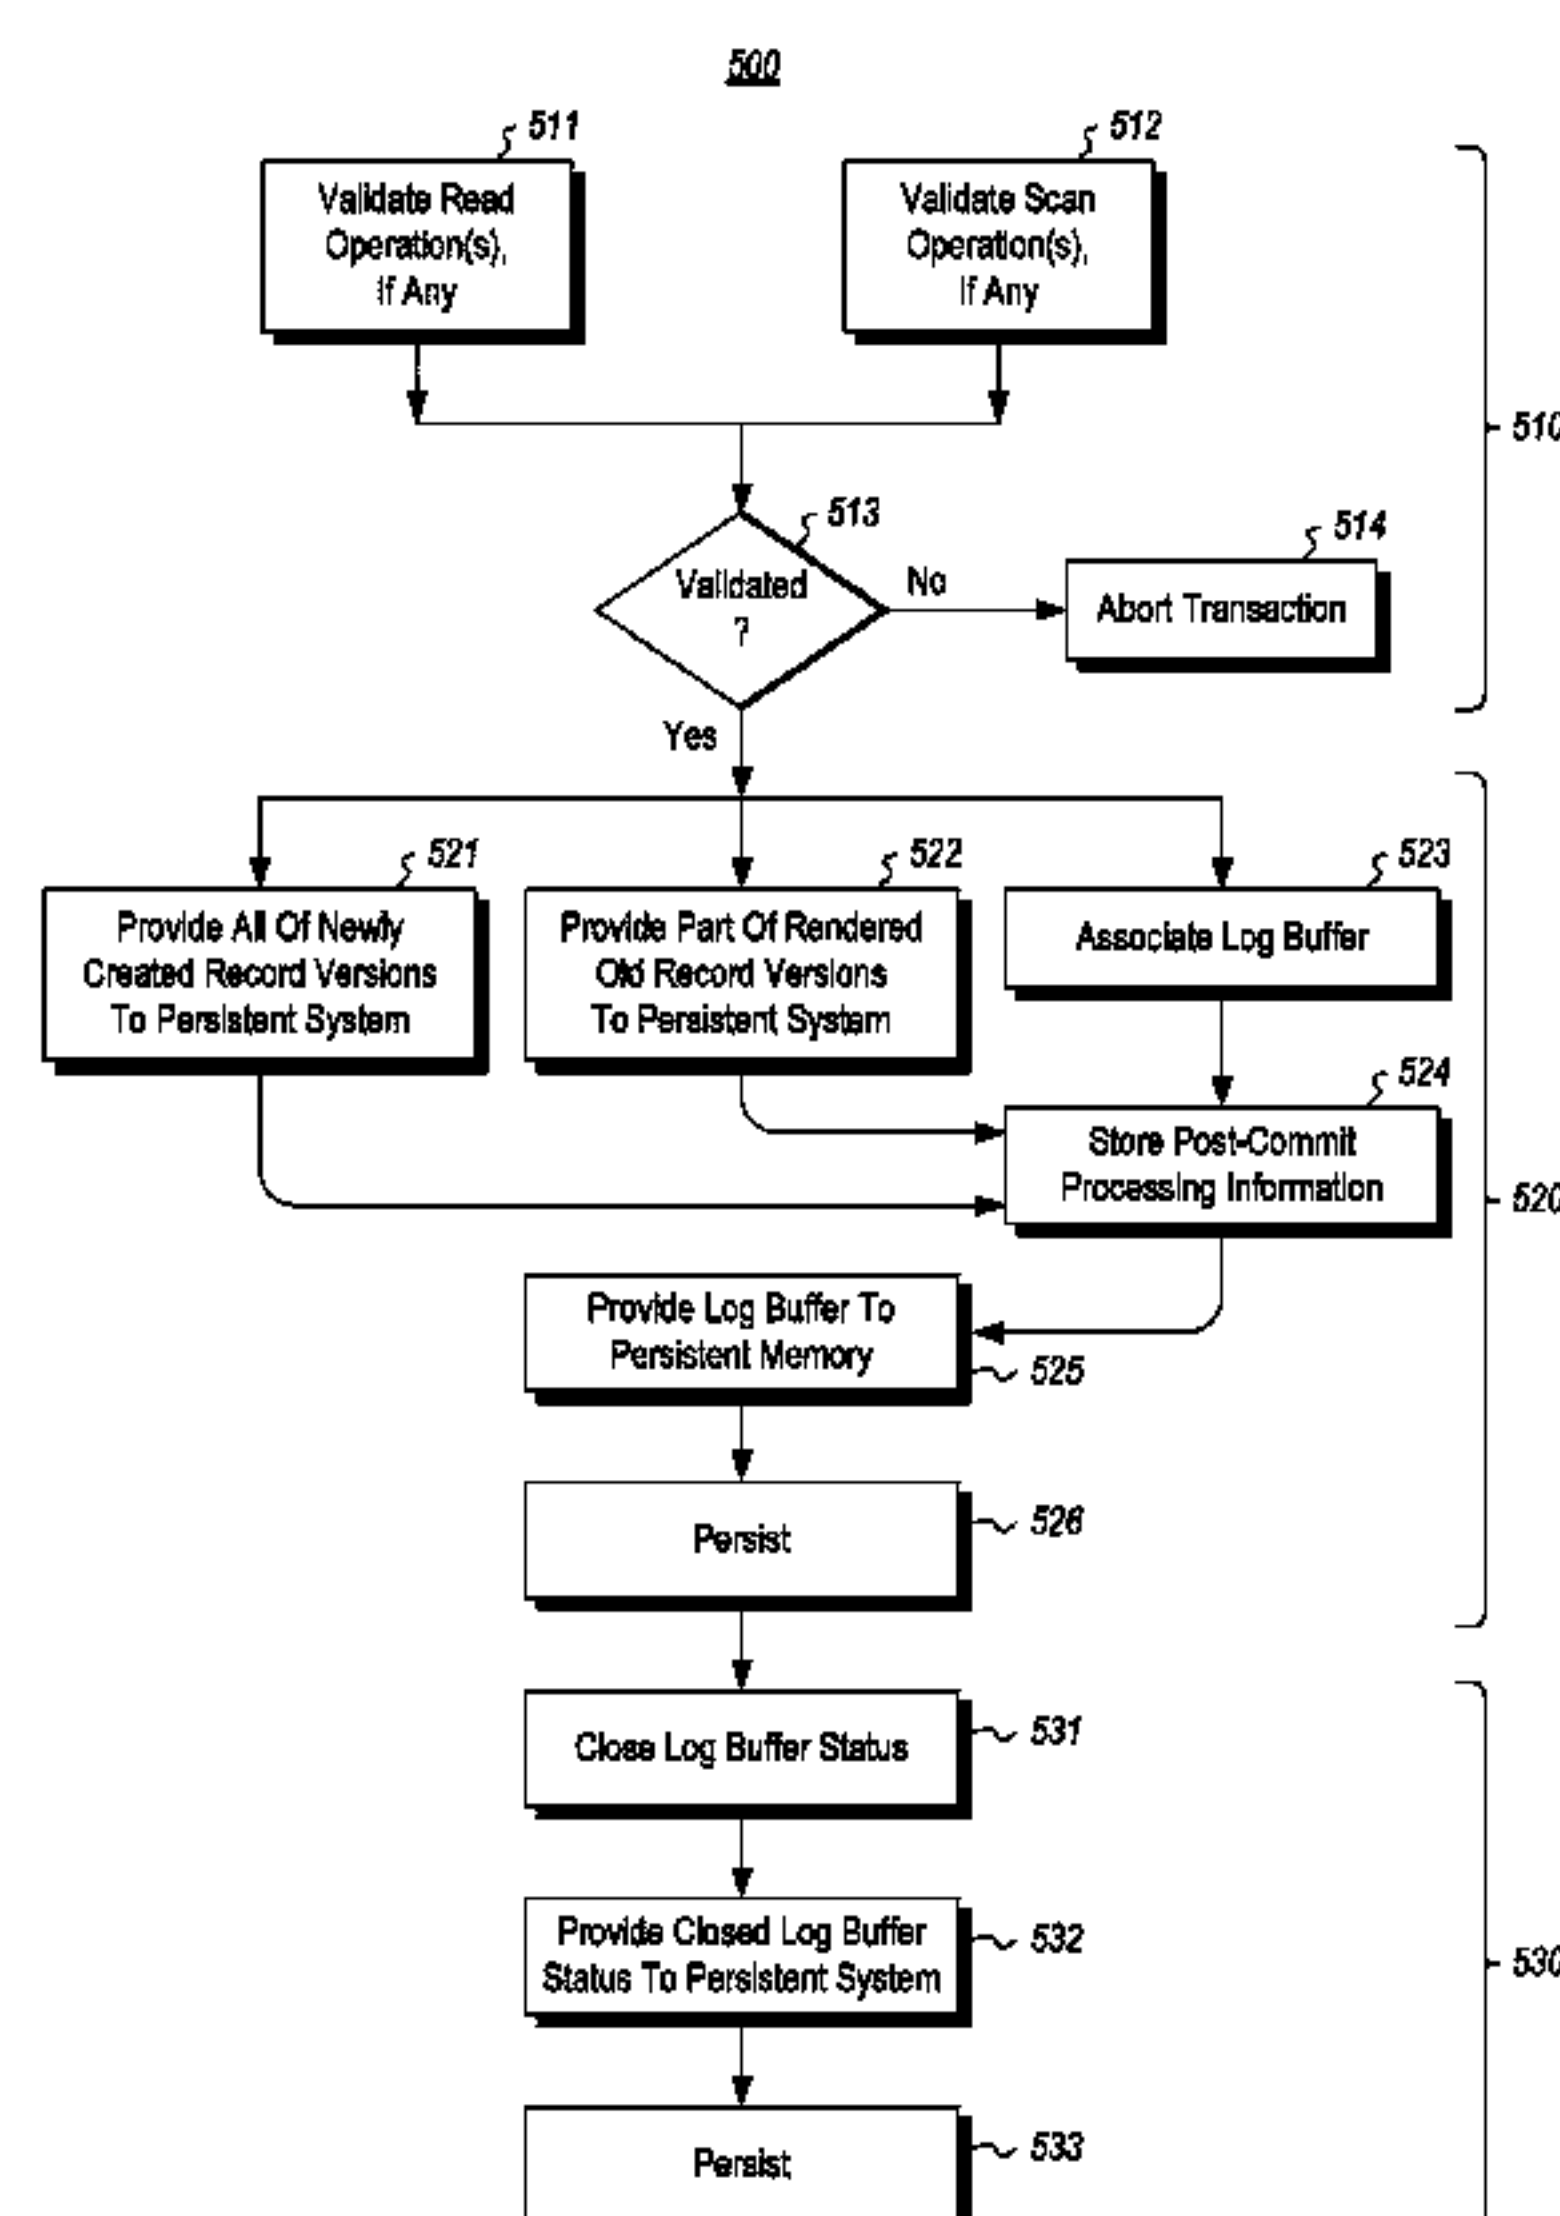 500
511
512
Validate Read
Operation(s),
If Any
Validate Scan
Operation(s),
If Any
510
513
514
Validated
?
No
Abort Transaction
Yes
521
522
523
Provide All Of Newly
Created Record Versions
To Persistent System
Provide Part Of Rendered
Old Record Versions
To Persistent System
Associate Log Buffer
524
Store Post-Commit
Processing Information
520
Provide Log Buffer To
Persistent Memory
525
Persist
526
Close Log Buffer Status
531
Provide Closed Log Buffer
Status To Persistent System
532
530
Persist
533